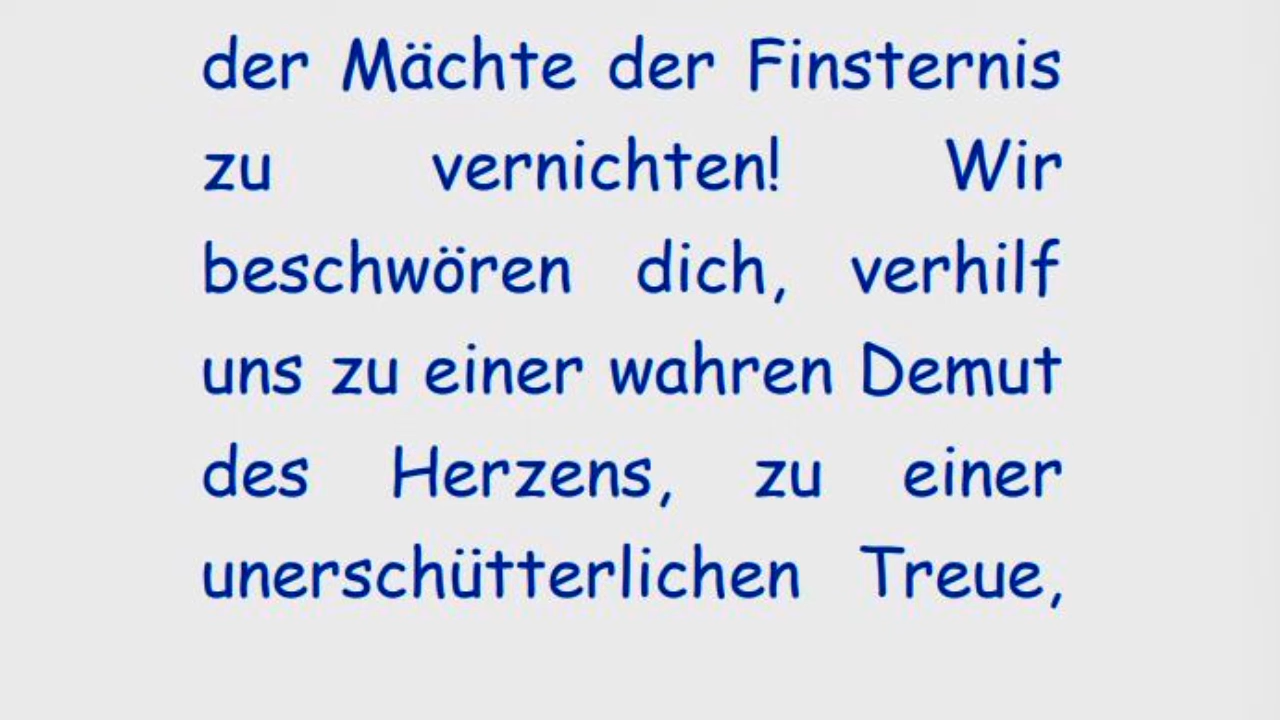 der Mächte der Finsternis
zu vernichten! Wir
beschwören dich, verhilf
uns zu einer wahren Demut
des Herzens, zu einer
unerschütterlichen Treue,